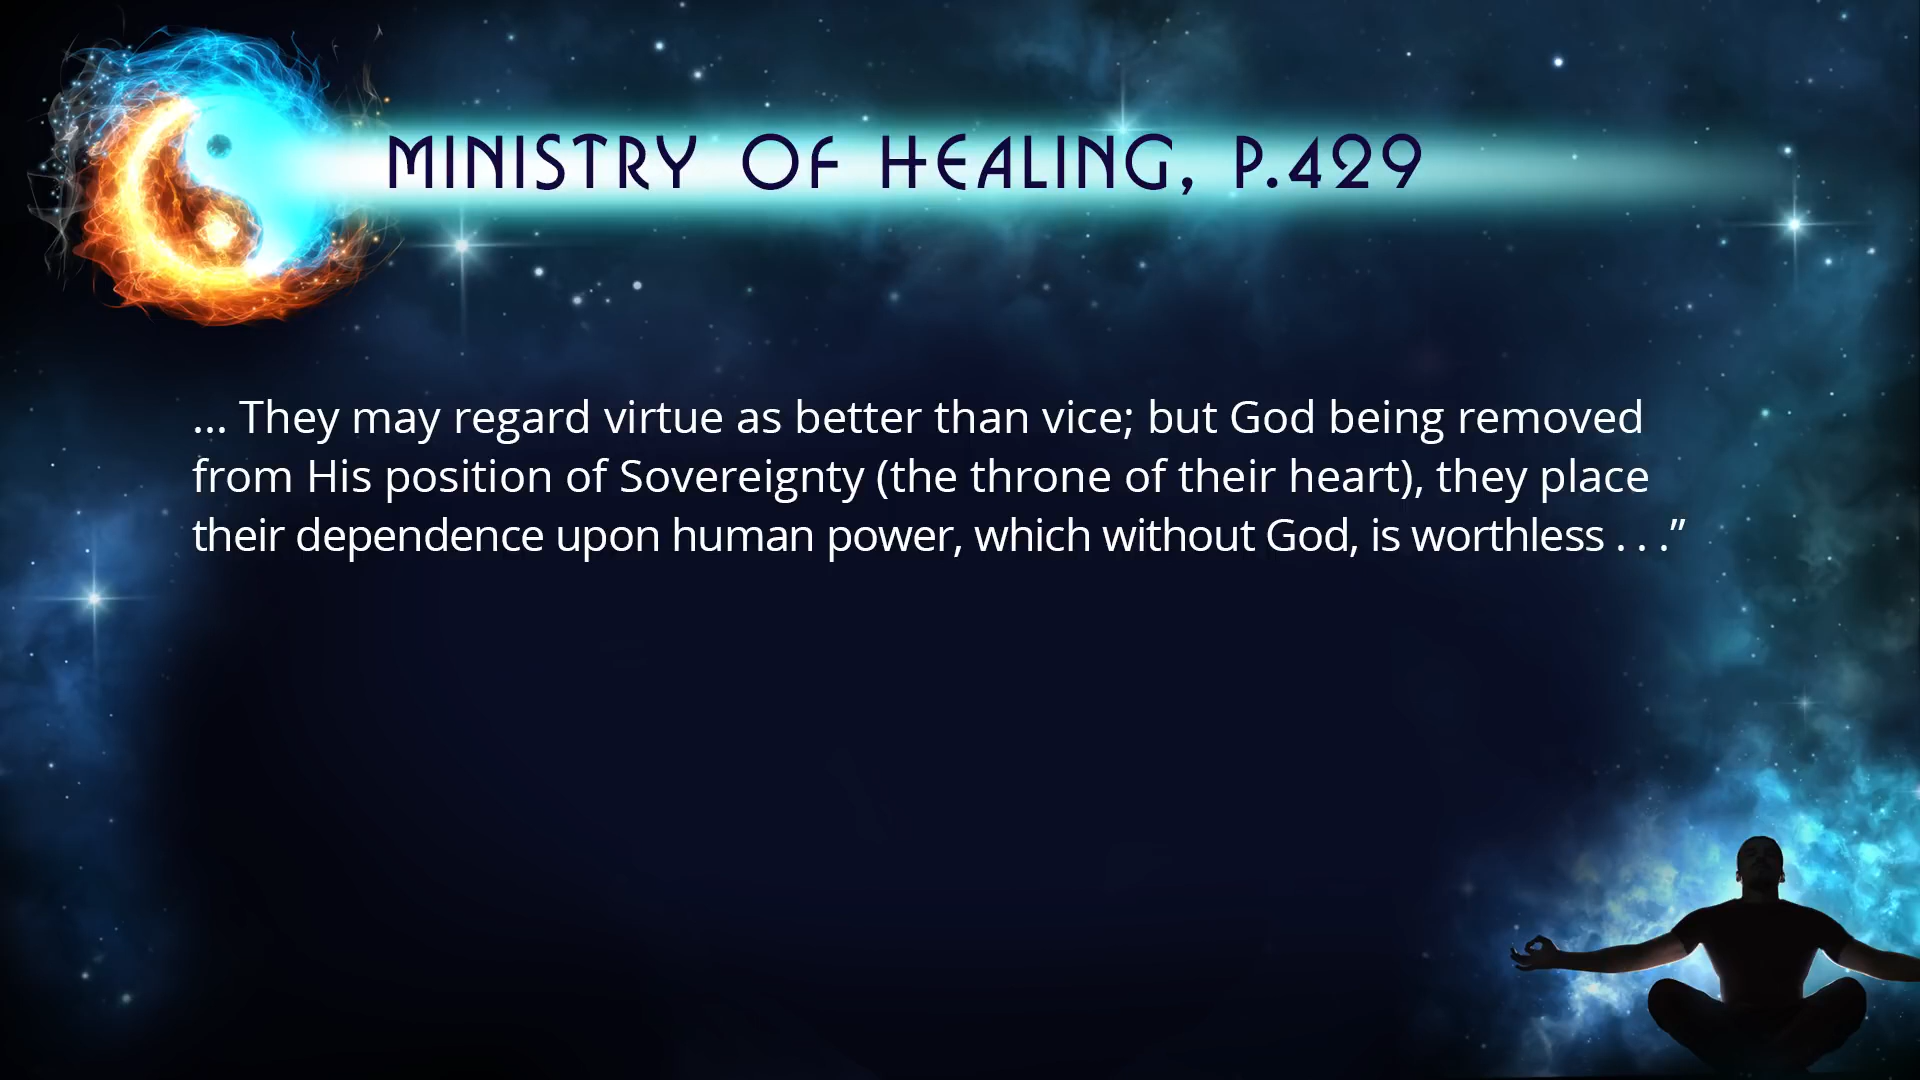 MINISTRY OF HEALING, P.429
... They may regard virtue as better than vice; but God being removed
from His position of Sovereignty (the throne of their heart), they place
their dependence upon human power, which without God, is worthless . . .”